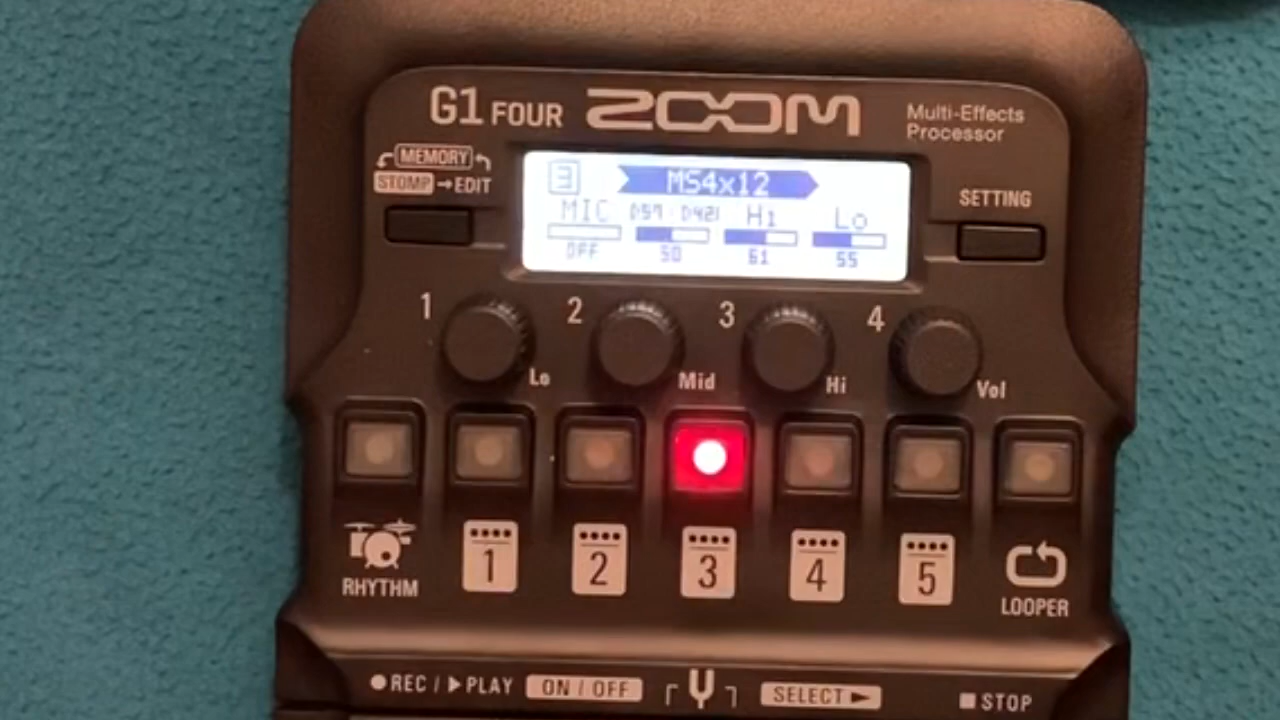 G1 FOUR ZOOM Multi-Effects
Processor
MEMORY
STOMP → EDIT
SETTING
3 MS4x12
MIC D57 : D421 Hi Lo
OFF 50 61 55
1 2 3 4
Lo Mid Hi Vol
1 2 3 4 5
RHYTHM LOOPER
●REC / ▶PLAY ON / OFF SELECT ► ■ STOP